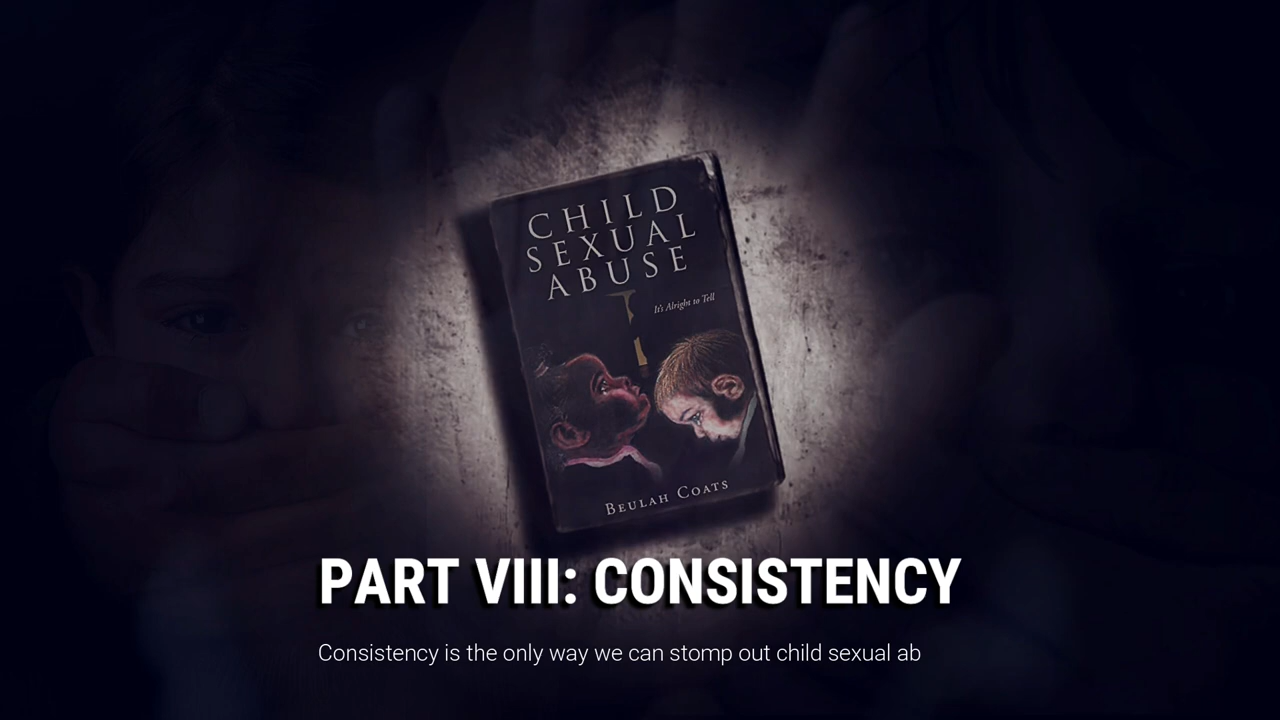 CHILD
SEXUAL
ABUSE
It's Alright to Tell
BEULAH COATS
PART VIII: CONSISTENCY
Consistency is the only way we can stomp out child sexual ab